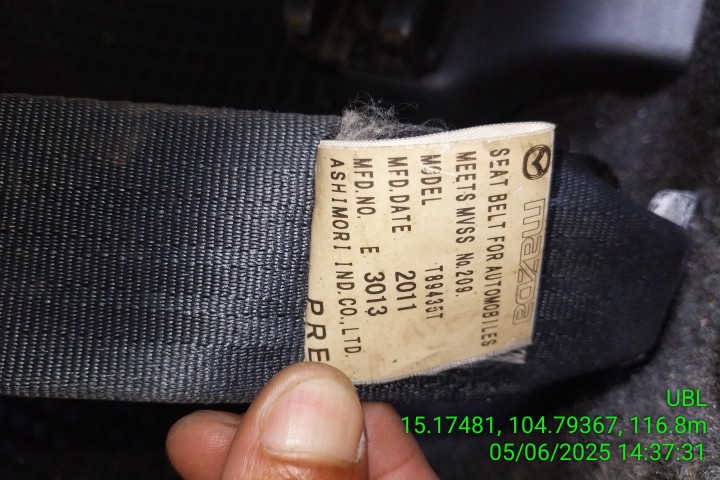 mazda
SEAT BELT FOR AUTOMOBILES
MEETS MVSS No.209.
MODEL TB943ST
MFD.DATE 2011
MFD.NO. E 3013
ASHIMORI IND.CO.,LTD.
PRE
UBL
15.17481, 104.79367, 116.8m
05/06/2025 14:37:31